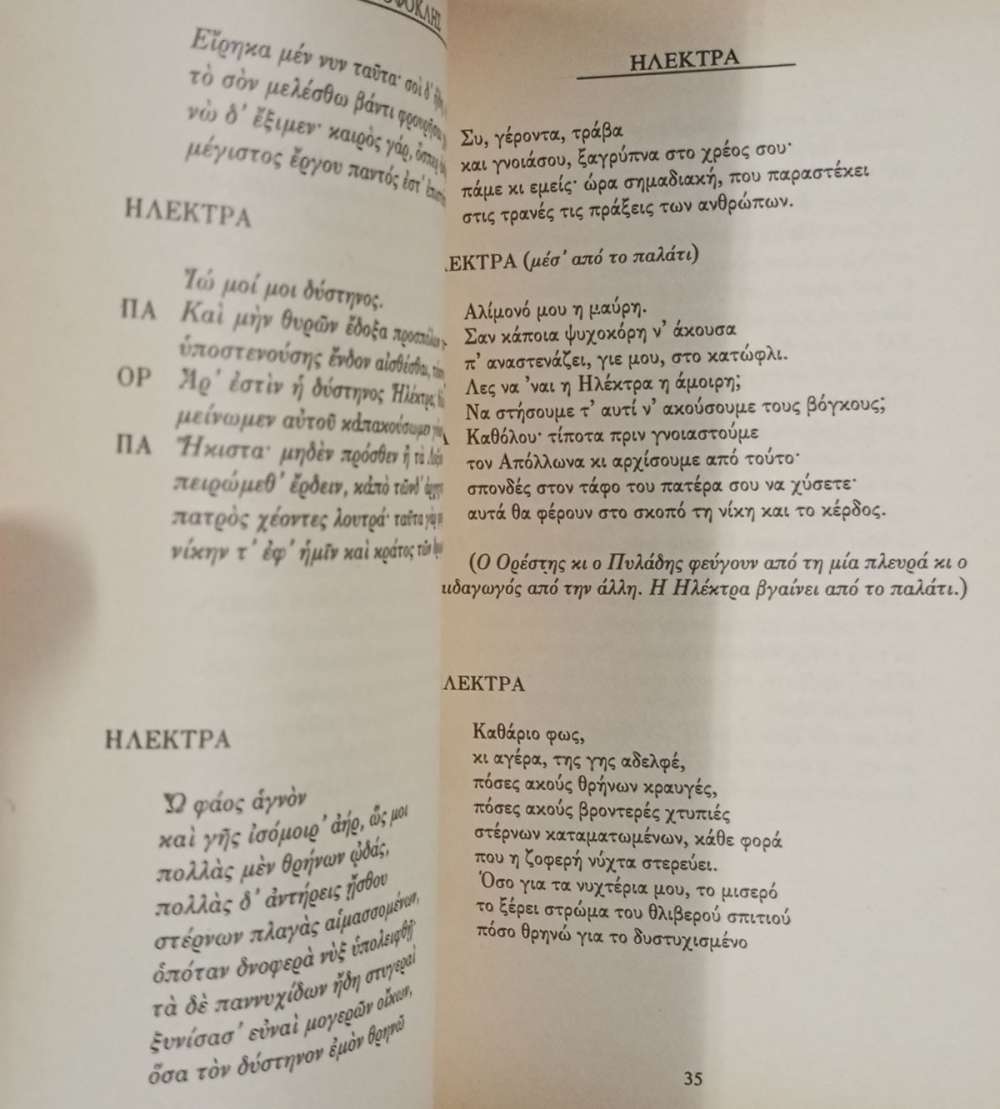 Εἴρηκα μέν νυν ταῦτα· σοὶ δ'
τὸ σὸν μελέσθω βάντι φρουρῆσαι
νὼ δ' ἔξιμεν· καιρὸς γάρ, ὅσπερ
μέγιστος ἔργου παντός ἐστ'
ΗΛΕΚΤΡΑ
Ἰώ μοί μοι δύστηνος.
ΠΑ Καὶ μὴν θυρῶν ἔδοξα προσπόλων
ὑποστενούσης ἔνδον αἰσθέσθαι,
ΟΡ Ἆρ' ἐστὶν ἡ δύστηνος Ἠλέκτρα;
μείνωμεν αὐτοῦ κἀπακούσωμεν
ΠΑ Ἥκιστα· μηδὲν πρόσθεν ἢ τὰ
πειρώμεθ' ἔρδειν, κἀπὸ τῶνδ'
πατρὸς χέοντες λουτρά· ταῦτα γὰρ
νίκην τ' ἐφ' ἡμῖν καὶ κράτος τῶν
ΗΛΕΚΤΡΑ
Ὦ φάος ἁγνὸν
καὶ γῆς ἰσόμοιρ' ἀήρ, ὥς μοι
πολλὰς μὲν θρήνων ᾠδάς,
πολλὰς δ' ἀντήρεις ᾔσθου
στέρνων πλαγὰς αἱμασσομένων,
ὁπόταν δνοφερὰ νὺξ ὑπολειφθῇ·
τὰ δὲ παννυχίδων ἤδη στυγεραὶ
ξυνίσασ' εὐναὶ μογερῶν οἴκων,
ὅσα τὸν δύστηνον ἐμὸν θρηνῶ
ΗΛΕΚΤΡΑ
Συ, γέροντα, τράβα
και γνοιάσου, ξαγρύπνα στο χρέος σου·
πάμε κι εμείς· ώρα σημαδιακή, που παραστέκει
στις τρανές τις πράξεις των ανθρώπων.
ΛΕΚΤΡΑ (μέσ' από το παλάτι)
Αλίμονό μου η μαύρη.
Σαν κάποια ψυχοκόρη ν' άκουσα
π' αναστενάζει, γιε μου, στο κατώφλι.
Λες να 'ναι η Ηλέκτρα η άμοιρη;
Να στήσουμε τ' αυτί ν' ακούσουμε τους βόγκους;
Καθόλου· τίποτα πριν γνοιαστούμε
τον Απόλλωνα κι αρχίσουμε από τούτο·
σπονδές στον τάφο του πατέρα σου να χύσετε·
αυτά θα φέρουν στο σκοπό τη νίκη και το κέρδος.
(Ο Ορέστης κι ο Πυλάδης φεύγουν από τη μία πλευρά κι ο
ιδαγωγός από την άλλη. Η Ηλέκτρα βγαίνει από το παλάτι.)
ΛΕΚΤΡΑ
Καθάριο φως,
κι αγέρα, της γης αδελφέ,
πόσες ακούς θρήνων κραυγές,
πόσες ακούς βροντερές χτυπιές
στέρνων καταματωμένων, κάθε φορά
που η ζοφερή νύχτα στερεύει.
Όσο για τα νυχτέρια μου, το μισερό
το ξέρει στρώμα του θλιβερού σπιτιού
πόσο θρηνώ για το δυστυχισμένο
35